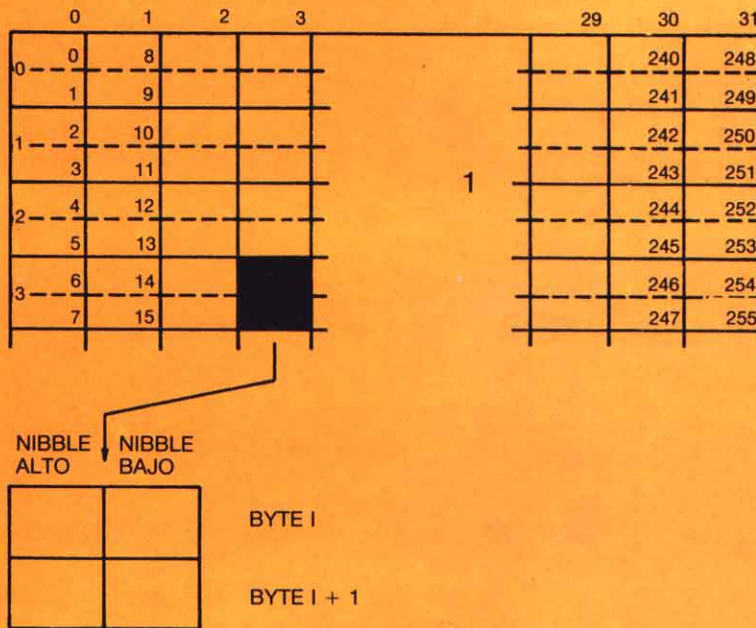 0 1 2 3 29 30 31
0 8 240 248
0
1 9 241 249
2 10 242 250
1
3 11 243 251
1
4 12 244 252
2
5 13 245 253
6 14 246 254
3
7 15 247 255
NIBBLE ALTO NIBBLE BAJO
BYTE I
BYTE I + 1